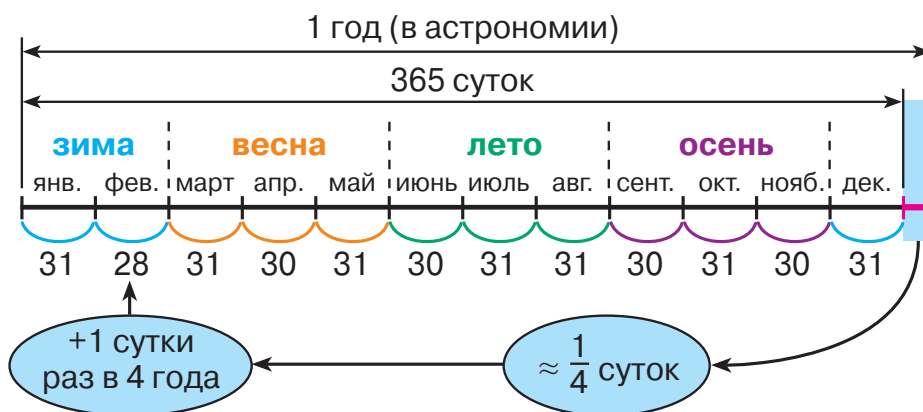 1 год (в астрономии)
365 суток
зима весна лето осень
янв. фев. март апр. май июнь июль авг. сент. окт. нояб. дек.
31 28 31 30 31 30 31 31 30 31 30 31
+1 сутки
раз в 4 года
≈ 1/4 суток